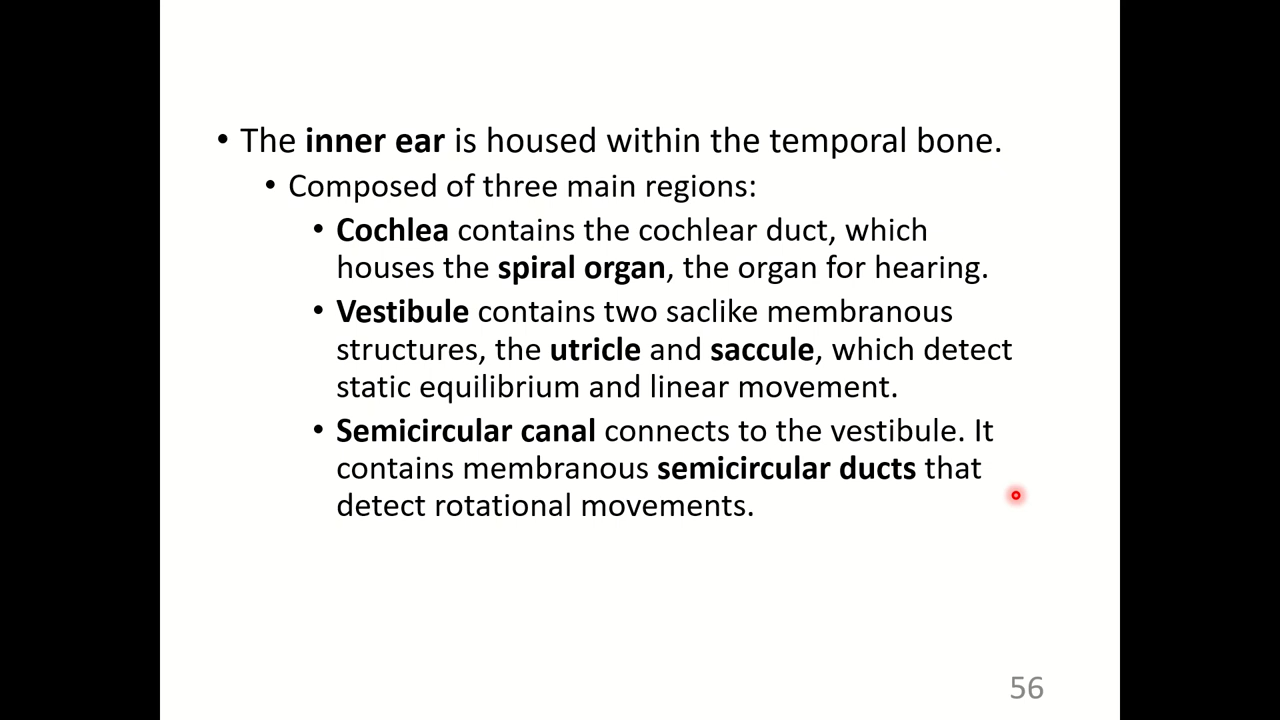 • The inner ear is housed within the temporal bone.
• Composed of three main regions:
• Cochlea contains the cochlear duct, which
houses the spiral organ, the organ for hearing.
• Vestibule contains two saclike membranous
structures, the utricle and saccule, which detect
static equilibrium and linear movement.
• Semicircular canal connects to the vestibule. It
contains membranous semicircular ducts that
detect rotational movements.
56